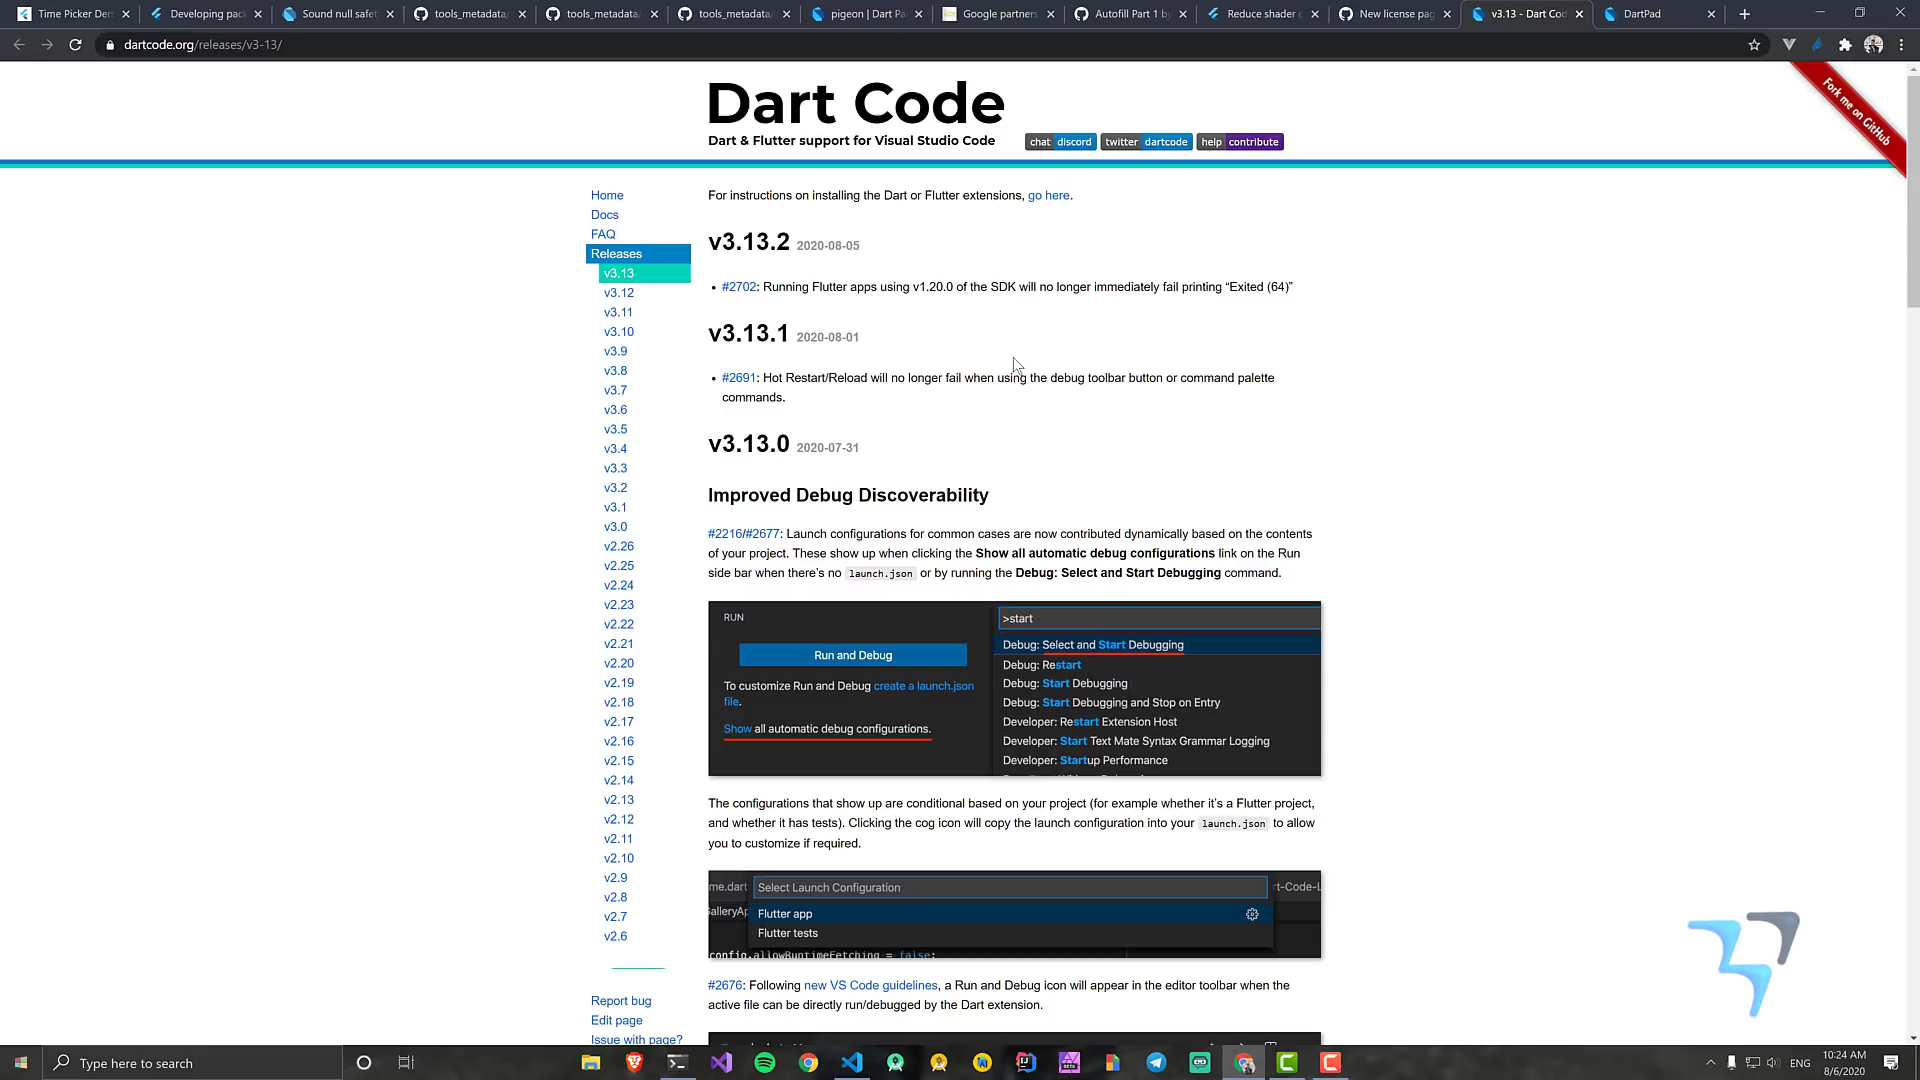 Time Picker Den
Developing pack
Sound null safet
tools_metadata/
tools_metadata/
tools_metadata/
pigeon | Dart Pa
Google partners
Autofill Part 1 by
Reduce shader c
New license pag
v3.13 - Dart Cod
DartPad
dartcode.org/releases/v3-13/
Fork me on GitHub
Dart Code
Dart & Flutter support for Visual Studio Code
chat discord
twitter dartcode
help contribute
Home
Docs
FAQ
Releases
v3.13
v3.12
v3.11
v3.10
v3.9
v3.8
v3.7
v3.6
v3.5
v3.4
v3.3
v3.2
v3.1
v3.0
v2.26
v2.25
v2.24
v2.23
v2.22
v2.21
v2.20
v2.19
v2.18
v2.17
v2.16
v2.15
v2.14
v2.13
v2.12
v2.11
v2.10
v2.9
v2.8
v2.7
v2.6
Report bug
Edit page
Issue with page?
For instructions on installing the Dart or Flutter extensions, go here.
v3.13.2 2020-08-05
• #2702: Running Flutter apps using v1.20.0 of the SDK will no longer immediately fail printing “Exited (64)”
v3.13.1 2020-08-01
• #2691: Hot Restart/Reload will no longer fail when using the debug toolbar button or command palette
commands.
v3.13.0 2020-07-31
Improved Debug Discoverability
#2216/#2677: Launch configurations for common cases are now contributed dynamically based on the contents
of your project. These show up when clicking the Show all automatic debug configurations link on the Run
side bar when there’s no launch.json or by running the Debug: Select and Start Debugging command.
RUN
Run and Debug
To customize Run and Debug create a launch.json
file.
Show all automatic debug configurations.
>start
Debug: Select and Start Debugging
Debug: Restart
Debug: Start Debugging
Debug: Start Debugging and Stop on Entry
Developer: Restart Extension Host
Developer: Start Text Mate Syntax Grammar Logging
Developer: Startup Performance
The configurations that show up are conditional based on your project (for example whether it’s a Flutter project,
and whether it has tests). Clicking the cog icon will copy the launch configuration into your launch.json to allow
you to customize if required.
me.dart
Select Launch Configuration
rt-Code-L
GalleryAp
Flutter app
Flutter tests
config.allowRuntimeFetching = false;
#2676: Following new VS Code guidelines, a Run and Debug icon will appear in the editor toolbar when the
active file can be directly run/debugged by the Dart extension.
Type here to search
ENG
10:24 AM
8/6/2020